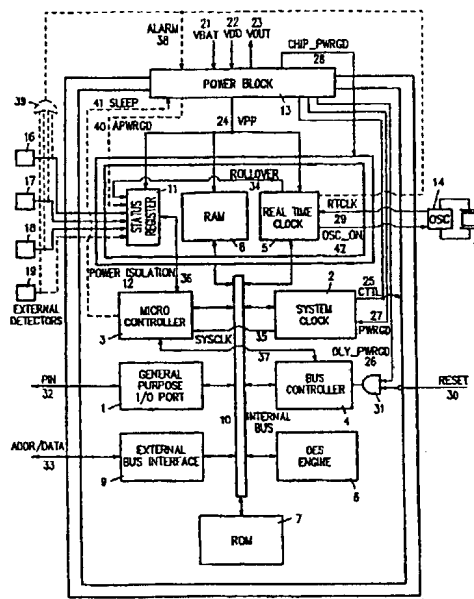 21 22 23
VBAT VDD VOUT
ALARM
38
CHIP_PWRGD
28
POWER BLOCK
13
41 SLEEP
39
40 APWRGD
24 VPP
16
17
18
19
EXTERNAL
DETECTORS
ROLLOVER
34
11
STATUS
REGISTER
RAM
8
REAL TIME
CLOCK
5
RTCLK
29
OSC_ON
42
14
OSC
POWER ISOLATION
12
36
2
25
CTTL
MICRO
CONTROLLER
3
SYSTEM
CLOCK
27
PWRGD
35
SYSCLK
37
DLY_PWRGD
26
PIN
32
GENERAL
PURPOSE
I/O PORT
1
BUS
CONTROLLER
4
31
RESET
30
10
INTERNAL
BUS
ADDR/DATA
33
EXTERNAL
BUS INTERFACE
9
DES
ENGINE
6
7
ROM